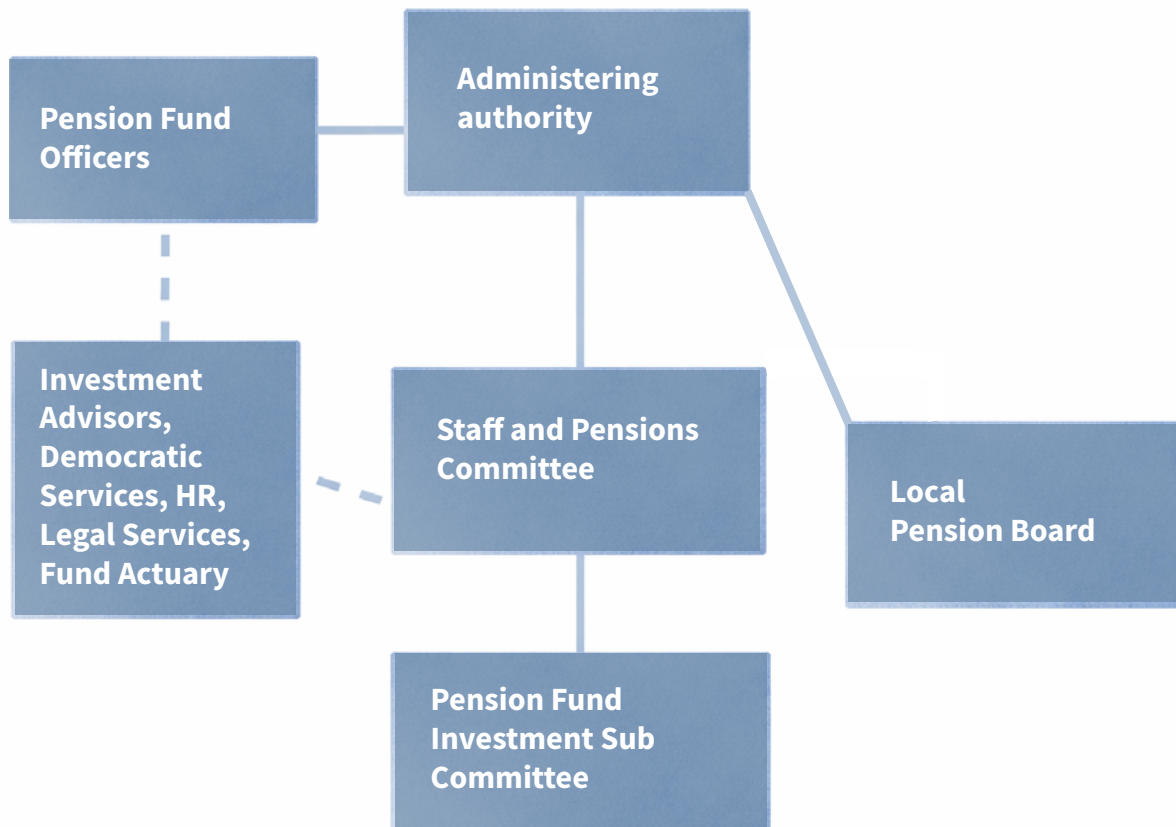 Administering
authority
Pension Fund
Officers
Investment
Advisors,
Democratic
Services, HR,
Legal Services,
Fund Actuary
Staff and Pensions
Committee
Local
Pension Board
Pension Fund
Investment Sub
Committee